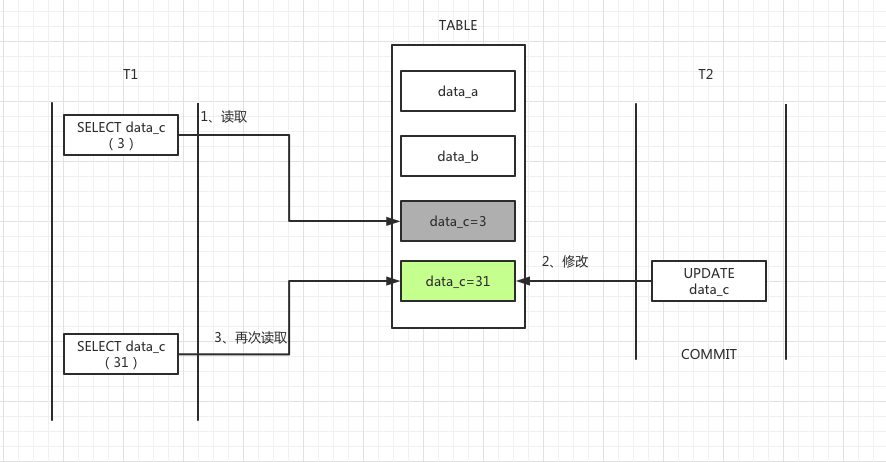 TABLE
T1
T2
data_a
SELECT data_c
（3）
1、读取
data_b
data_c=3
data_c=31
2、修改
UPDATE
data_c
SELECT data_c
（31）
3、再次读取
COMMIT